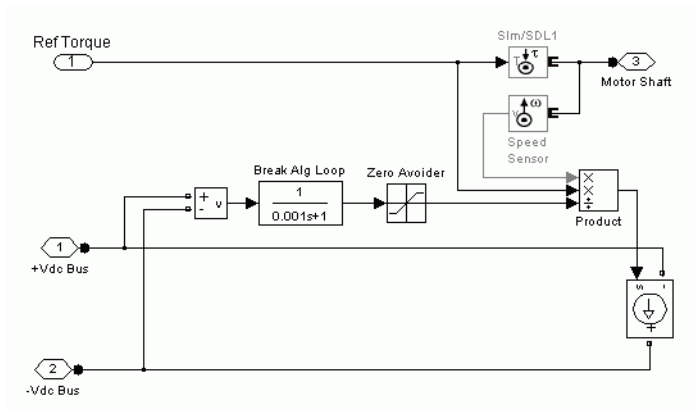 Ref Torque
1
Sim/SDL1
T
τ
3
Motor Shaft
ω
v
Speed
Sensor
Break Alg Loop
Zero Avoider
+
-
v
1
0.001s+1
×
×
÷
Product
1
+Vdc Bus
s
-
+
2
-Vdc Bus